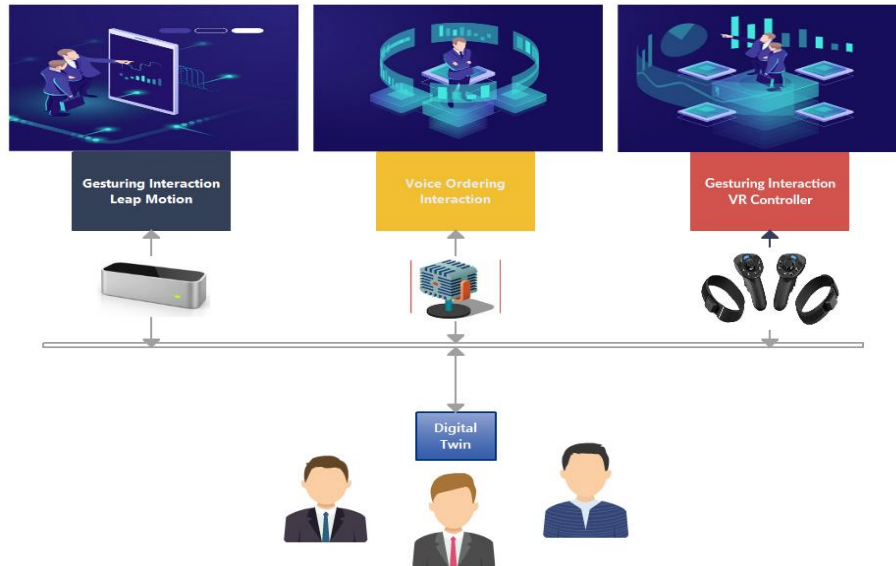 Gesturing Interaction
Leap Motion
Voice Ordering
Interaction
Gesturing Interaction
VR Controller
Digital
Twin